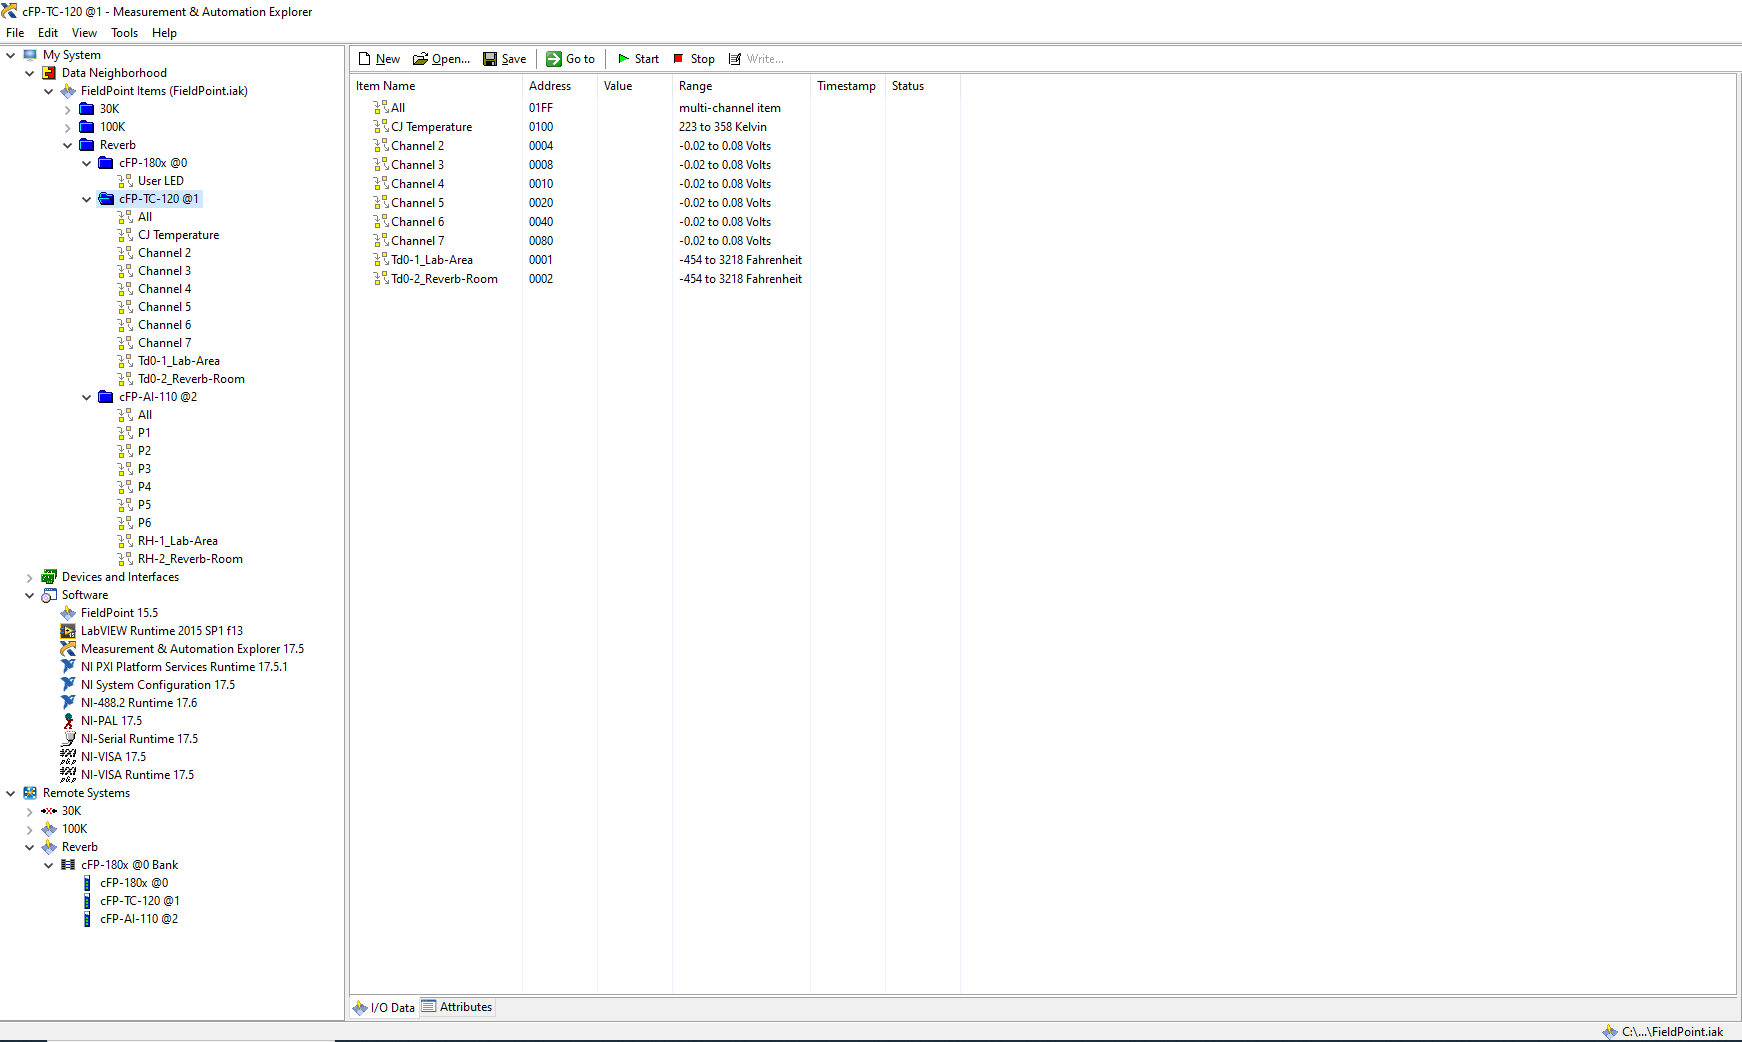 cFP-TC-120 @1 - Measurement & Automation Explorer
File Edit View Tools Help
My System
Data Neighborhood
FieldPoint Items (FieldPoint.iak)
30K
100K
Reverb
cFP-180x @0
User LED
cFP-TC-120 @1
All
CJ Temperature
Channel 2
Channel 3
Channel 4
Channel 5
Channel 6
Channel 7
Td0-1_Lab-Area
Td0-2_Reverb-Room
cFP-AI-110 @2
All
P1
P2
P3
P4
P5
P6
RH-1_Lab-Area
RH-2_Reverb-Room
Devices and Interfaces
Software
FieldPoint 15.5
LabVIEW Runtime 2015 SP1 f13
Measurement & Automation Explorer 17.5
NI PXI Platform Services Runtime 17.5.1
NI System Configuration 17.5
NI-488.2 Runtime 17.6
NI-PAL 17.5
NI-Serial Runtime 17.5
NI-VISA 17.5
NI-VISA Runtime 17.5
Remote Systems
30K
100K
Reverb
cFP-180x @0 Bank
cFP-180x @0
cFP-TC-120 @1
cFP-AI-110 @2
New Open... Save Go to Start Stop Write...
Item Name Address Value Range Timestamp Status
All 01FF multi-channel item
CJ Temperature 0100 223 to 358 Kelvin
Channel 2 0004 -0.02 to 0.08 Volts
Channel 3 0008 -0.02 to 0.08 Volts
Channel 4 0010 -0.02 to 0.08 Volts
Channel 5 0020 -0.02 to 0.08 Volts
Channel 6 0040 -0.02 to 0.08 Volts
Channel 7 0080 -0.02 to 0.08 Volts
Td0-1_Lab-Area 0001 -454 to 3218 Fahrenheit
Td0-2_Reverb-Room 0002 -454 to 3218 Fahrenheit
I/O Data Attributes
C:\...\FieldPoint.iak